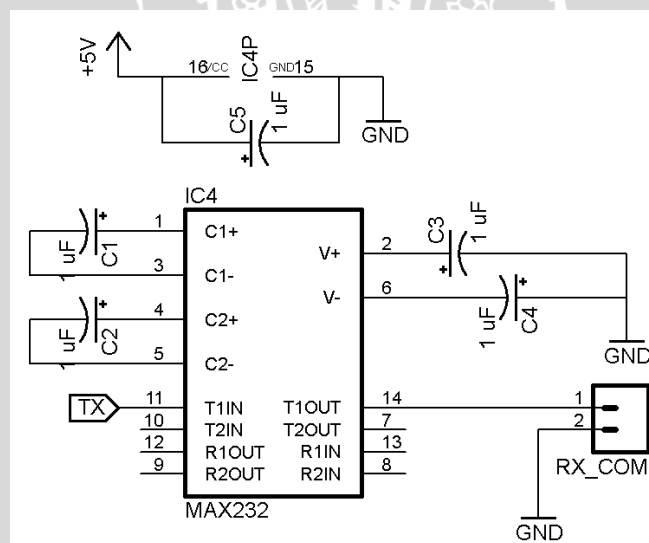 +5V
16 VCC IC4P GND 15
C5
1 uF
GND
IC4
1 C1+
3 C1-
4 C2+
5 C2-
C1
1 uF
C2
1 uF
V+ 2
V- 6
C3
1 uF
C4
1 uF
GND
TX
11 T1IN T1OUT 14
10 T2IN T2OUT 7
12 R1OUT R1IN 13
9 R2OUT R2IN 8
MAX232
1
2
RX_COM
GND